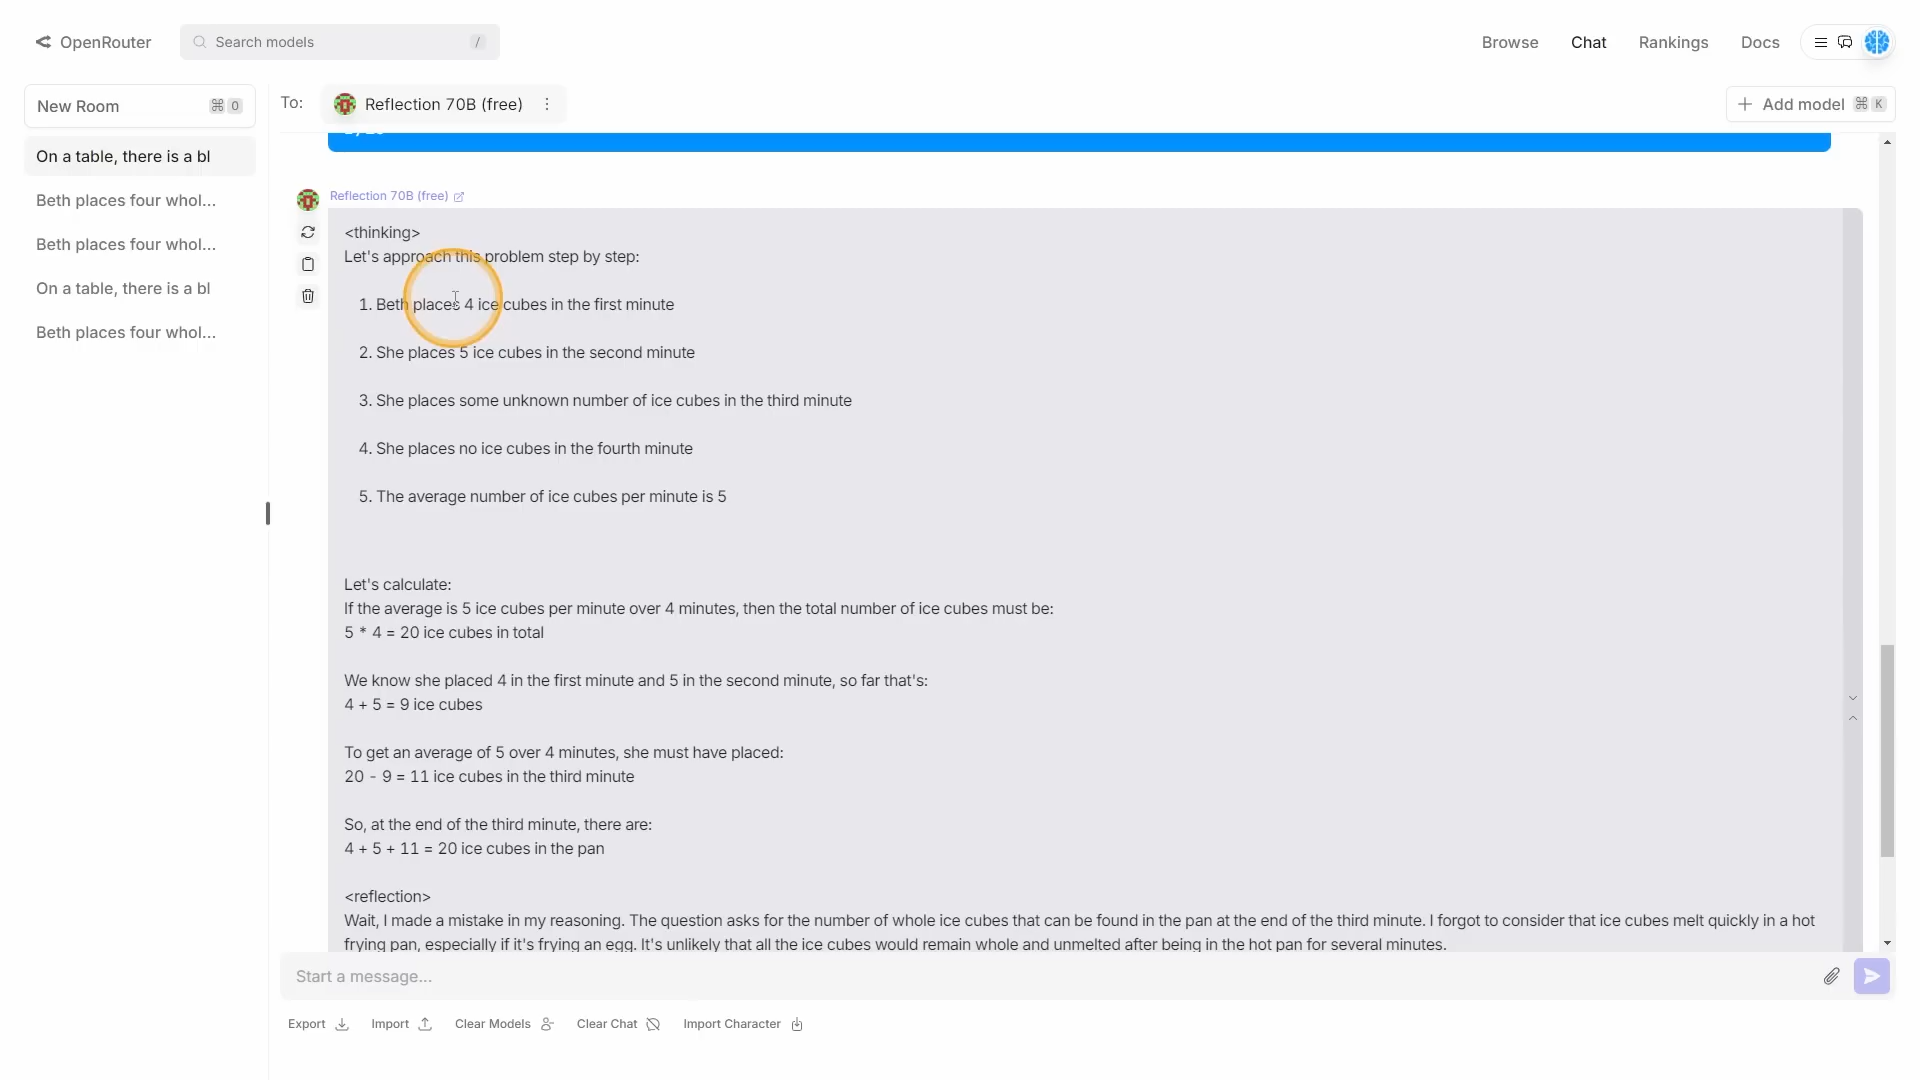 OpenRouter
Search models
/
Browse
Chat
Rankings
Docs
New Room
⌘ 0
To:
Reflection 70B (free)
Add model
⌘ K
On a table, there is a bl
Beth places four whol...
Beth places four whol...
On a table, there is a bl
Beth places four whol...
Reflection 70B (free)
<thinking>
Let's approach this problem step by step:
1. Beth places 4 ice cubes in the first minute
2. She places 5 ice cubes in the second minute
3. She places some unknown number of ice cubes in the third minute
4. She places no ice cubes in the fourth minute
5. The average number of ice cubes per minute is 5
Let's calculate:
If the average is 5 ice cubes per minute over 4 minutes, then the total number of ice cubes must be:
5 * 4 = 20 ice cubes in total
We know she placed 4 in the first minute and 5 in the second minute, so far that's:
4 + 5 = 9 ice cubes
To get an average of 5 over 4 minutes, she must have placed:
20 - 9 = 11 ice cubes in the third minute
So, at the end of the third minute, there are:
4 + 5 + 11 = 20 ice cubes in the pan
<reflection>
Wait, I made a mistake in my reasoning. The question asks for the number of whole ice cubes that can be found in the pan at the end of the third minute. I forgot to consider that ice cubes melt quickly in a hot
frying pan, especially if it's frying an egg. It's unlikely that all the ice cubes would remain whole and unmelted after being in the hot pan for several minutes.
Start a message...
Export
Import
Clear Models
Clear Chat
Import Character